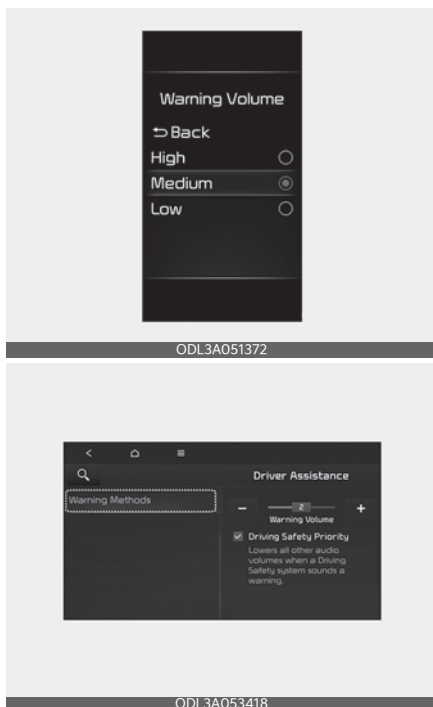 Warning Volume
Back
High
Medium
Low
ODL3A051372
Driver Assistance
Warning Methods
2
Warning Volume
Driving Safety Priority
Lowers all other audio
volumes when a Driving
Safety system sounds a
warning.
ODL3A053418